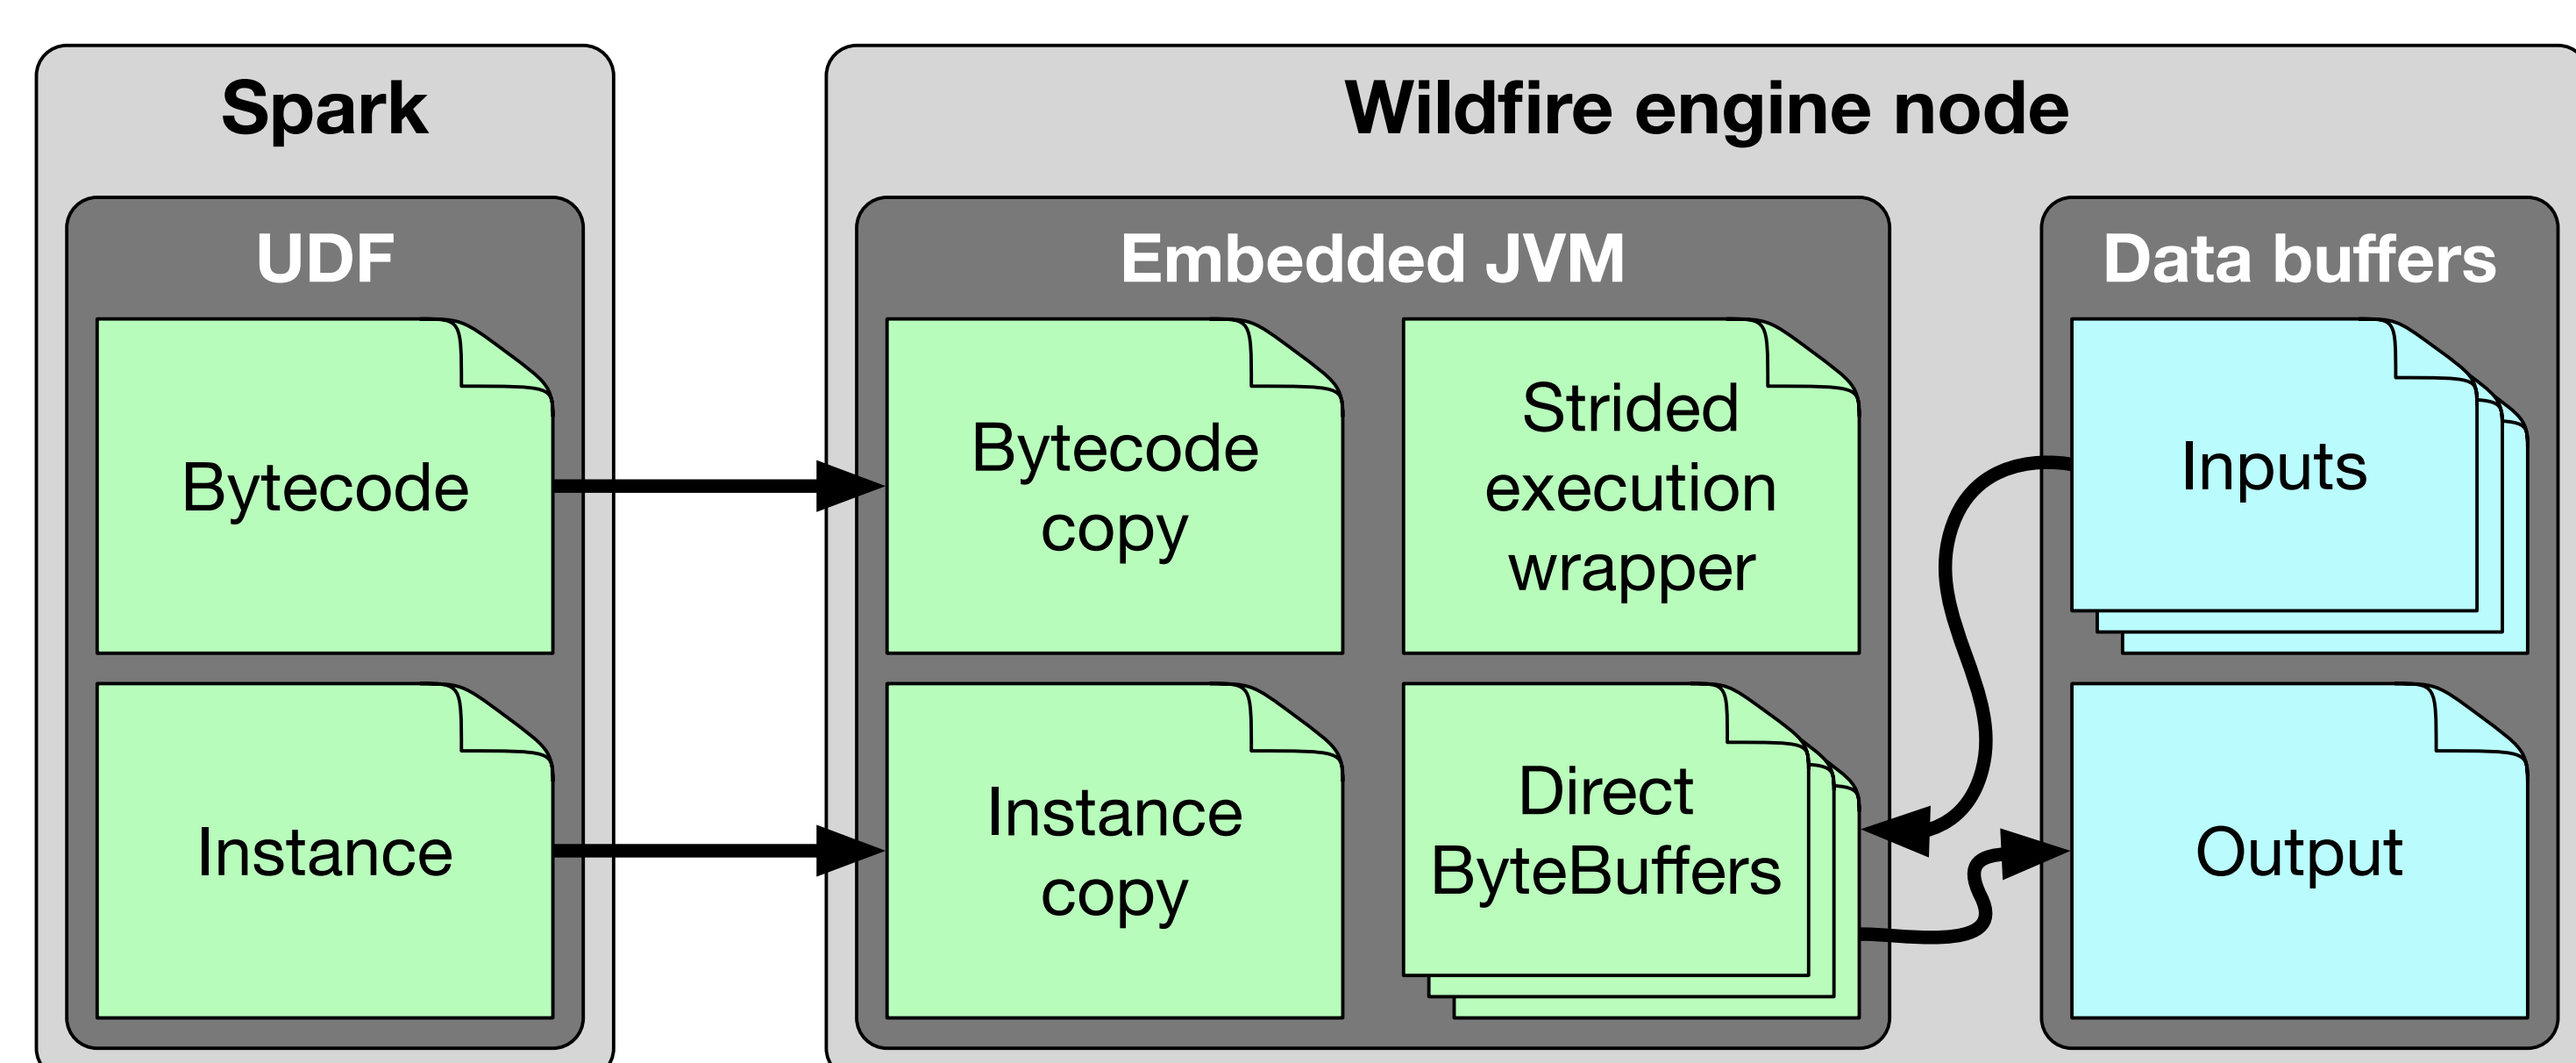 Spark
UDF
Bytecode
Instance
Wildfire engine node
Embedded JVM
Bytecode
copy
Strided
execution
wrapper
Instance
copy
Direct
ByteBuffers
Data buffers
Inputs
Output